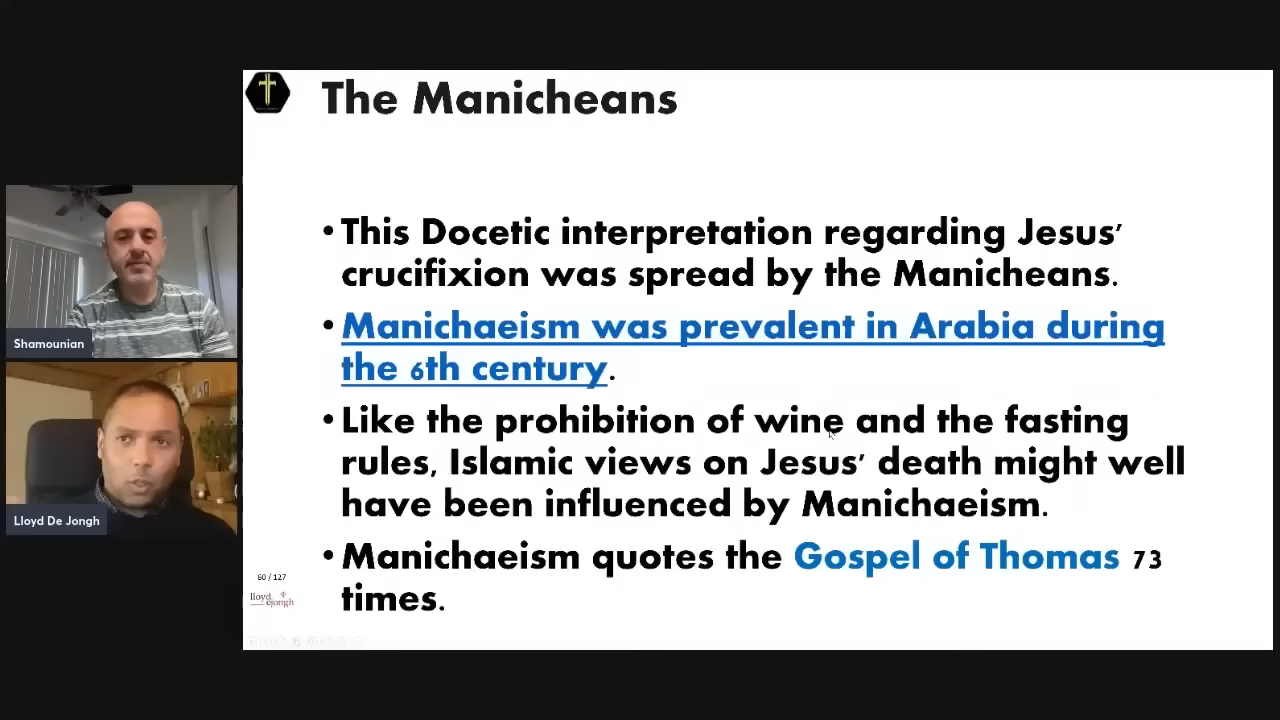 The Manicheans
•This Docetic interpretation regarding Jesus'
crucifixion was spread by the Manicheans.
•Manichaeism was prevalent in Arabia during
the 6th century.
•Like the prohibition of wine and the fasting
rules, Islamic views on Jesus' death might well
have been influenced by Manichaeism.
•Manichaeism quotes the Gospel of Thomas 73
times.
Shamounian
Lloyd De Jongh
60 / 127
lloyd
dejongh